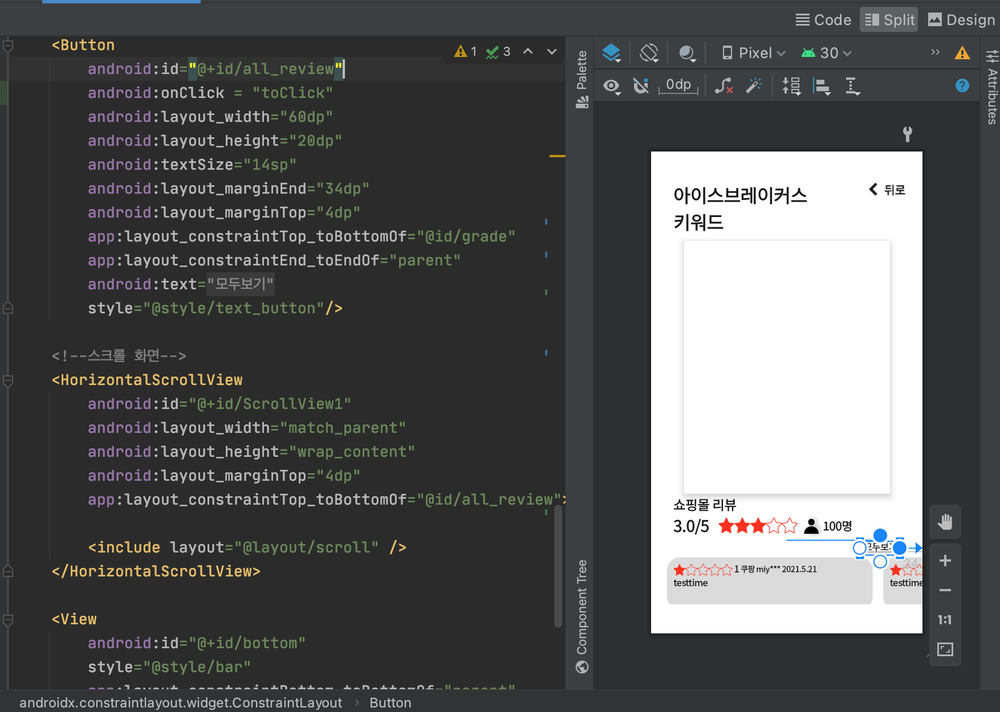 Code Split Design
<Button
1 3
android:id="@+id/all_review"
android:onClick = "toClick"
android:layout_width="60dp"
android:layout_height="20dp"
android:textSize="14sp"
android:layout_marginEnd="34dp"
android:layout_marginTop="4dp"
app:layout_constraintTop_toBottomOf="@id/grade"
app:layout_constraintEnd_toEndOf="parent"
android:text="모두보기"
style="@style/text_button"/>
<!--스크롤 화면-->
<HorizontalScrollView
android:id="@+id/ScrollView1"
android:layout_width="match_parent"
android:layout_height="wrap_content"
android:layout_marginTop="4dp"
app:layout_constraintTop_toBottomOf="@id/all_review">
<include layout="@layout/scroll" />
</HorizontalScrollView>
<View
android:id="@+id/bottom"
style="@style/bar"
app:layout_constraintBottom_toBottomOf="parent"
Palette
Component Tree
Pixel 30
0dp
?
Attributes
아이스브레이커스
키워드
뒤로
쇼핑몰 리뷰
3.0/5 100명
모두보기
34
1 쿠팡 miy*** 2021.5.21
testtime
testtime
1:1
androidx.constraintlayout.widget.ConstraintLayout › Button